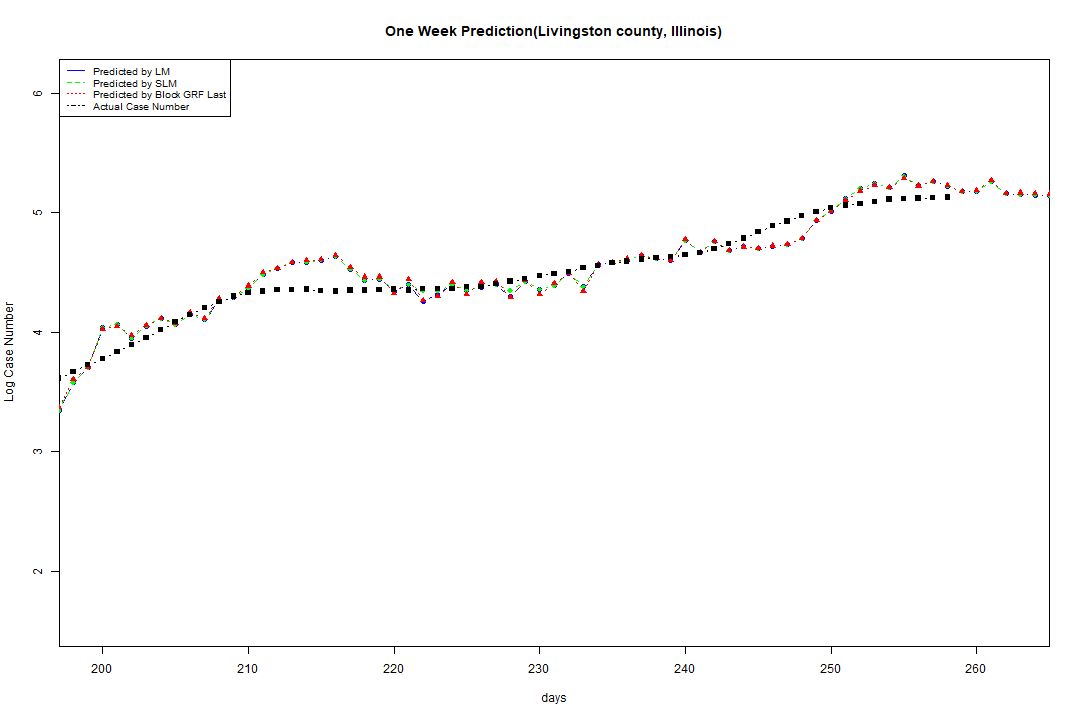 One Week Prediction(Livingston county, Illinois)
Predicted by LM
Predicted by SLM
Predicted by Block GRF Last
Actual Case Number
6
5
4
3
2
Log Case Number
200 210 220 230 240 250 260
days